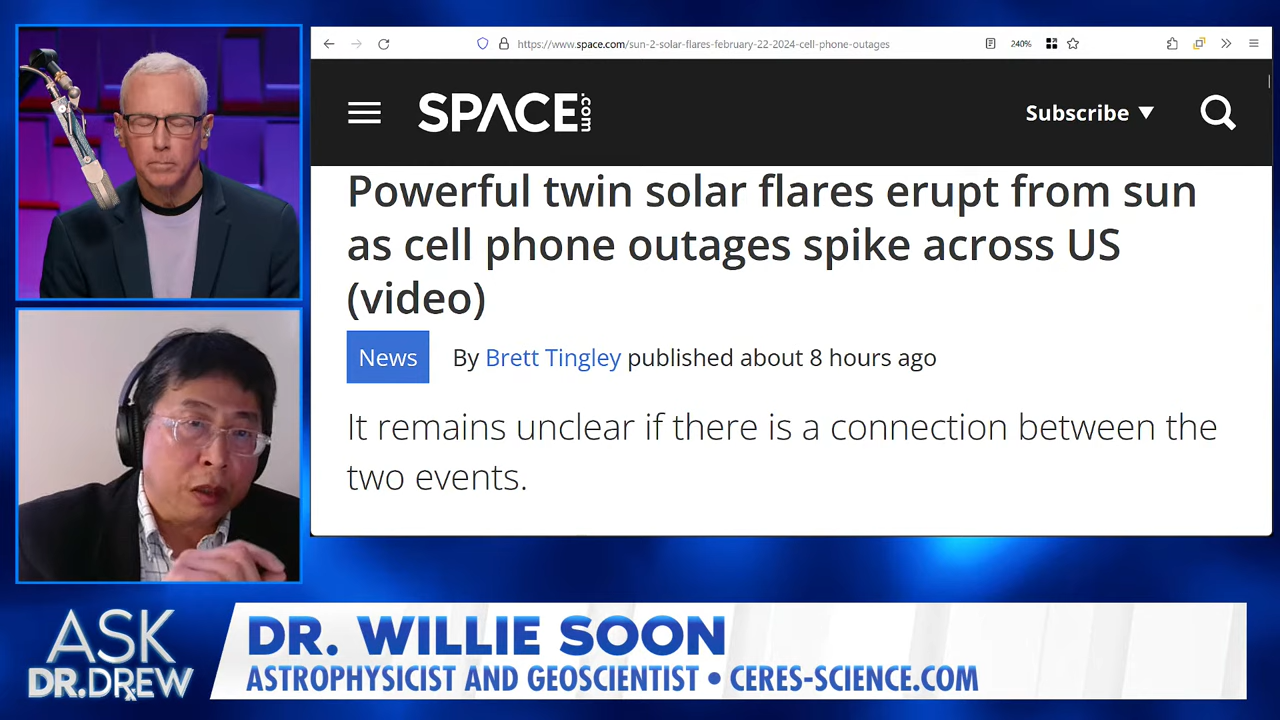 https://www.space.com/sun-2-solar-flares-february-22-2024-cell-phone-outages
240%
SPACE.com
Subscribe
Powerful twin solar flares erupt from sun
as cell phone outages spike across US
(video)
News
By Brett Tingley published about 8 hours ago
It remains unclear if there is a connection between the
two events.
ASK
DR.DREW
DR. WILLIE SOON
ASTROPHYSICIST AND GEOSCIENTIST • CERES-SCIENCE.COM